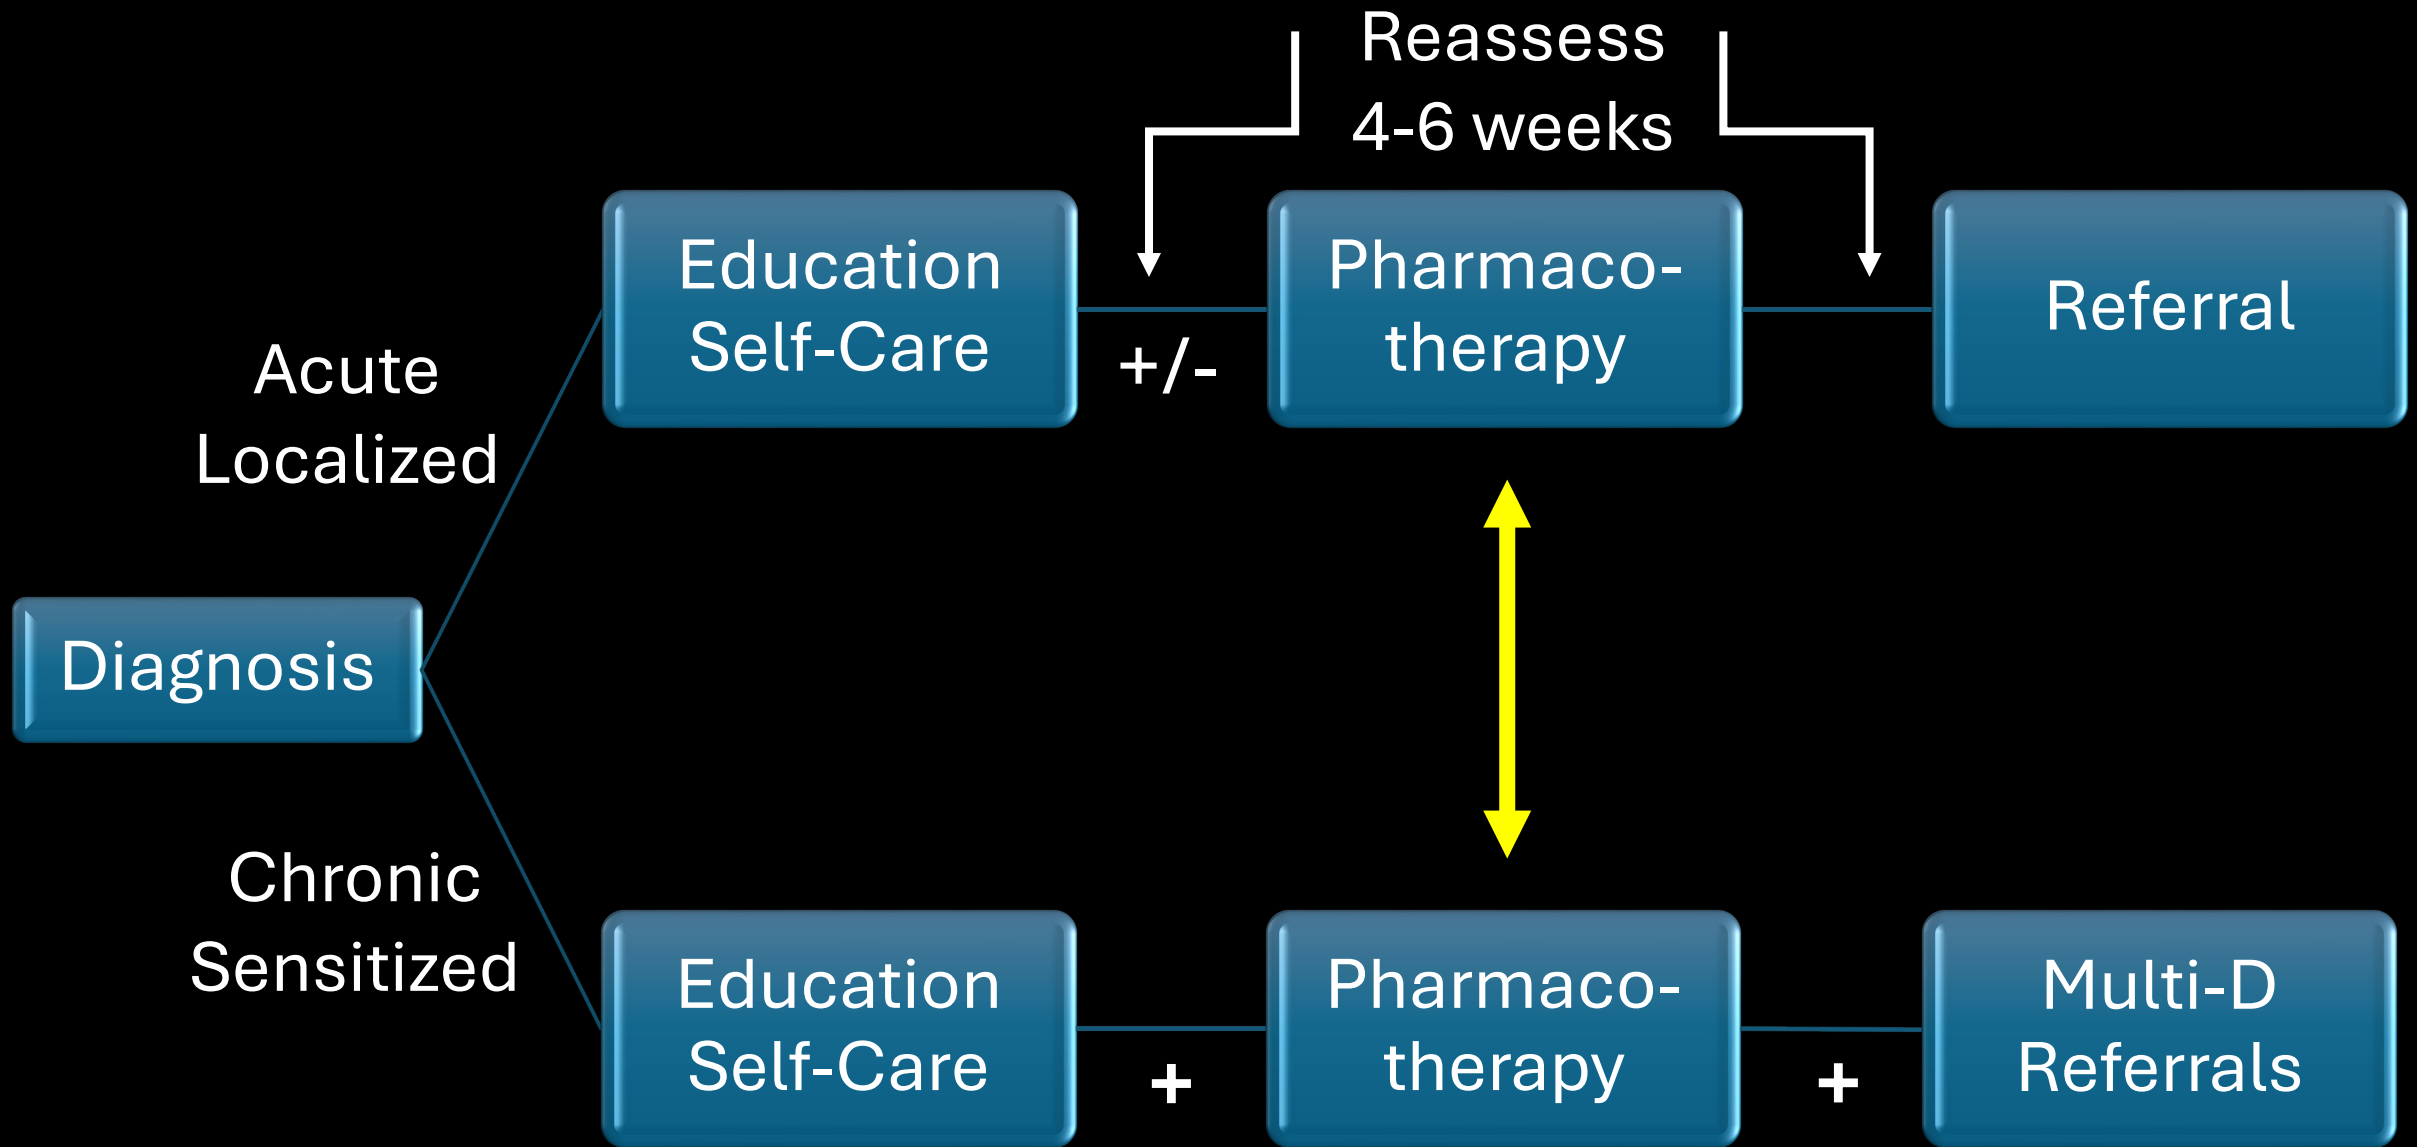 Reassess
4-6 weeks
Education
Self-Care
+/-
Pharmaco-
therapy
Referral
Acute
Localized
Diagnosis
Chronic
Sensitized
Education
Self-Care
+
Pharmaco-
therapy
+
Multi-D
Referrals